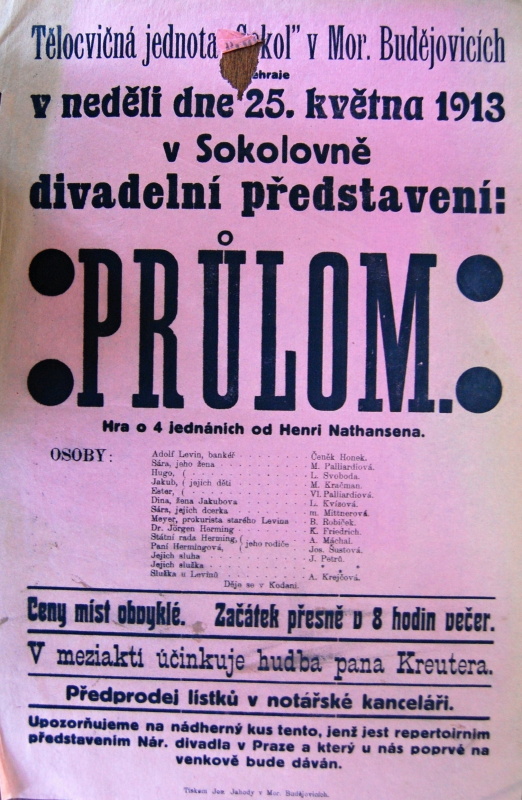 Tělocvičná jednota „Sokol” v Mor. Budějovicích
sehraje
v neděli dne 25. května 1913
v Sokolovně
divadelní představení:
:PRŮLOM.:
Hra o 4 jednáních od Henri Nathansena.
OSOBY:
Adolf Levin, bankéř . . . . . . . . Čeněk Honek.
Sára, jeho žena . . . . . . . . M. Palliardiová.
Hugo, ( . . . . . . . . L. Svoboda.
Jakub, ( jejich děti . . . . . . . . M. Kračman.
Ester, ( . . . . . . . . Vl. Palliardiová.
Dina, žena Jakubova . . . . . . . . L. Kvisová.
Sára, jejich dcerka . . . . . . . . m. Mittnerová.
Meyer, prokurista starého Levina . . . . . . . . B. Robiček.
Dr. Jörgen Herming . . . . . . . . K. Friedrich.
Státní rada Herming, ( jejho rodiče . . . . . . . . A. Máchal.
Paní Hermingová, ( . . . . . . . . Jos. Šustová.
Jejich sluha . . . . . . . . J. Petrů.
Jejich služka . . . . . . . . * *
Služka u Levinů . . . . . . . . A. Krejčová.
Děje se v Kodani.
Ceny míst obvyklé. Začátek přesně v 8 hodin večer.
V meziaktí účinkuje hudba pana Kreutera.
Předprodej lístků v notářské kanceláři.
Upozorňujeme na nádherný kus tento, jenž jest repertoirním
představením Nár. divadla v Praze a který u nás poprvé na
venkově bude dáván.
Tiskem Jos. Jahody v Mor. Budějovicích.